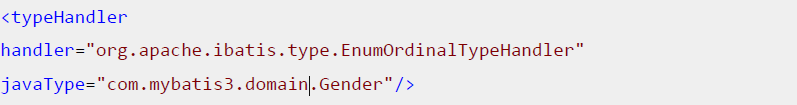 <typeHandler
handler="org.apache.ibatis.type.EnumOrdinalTypeHandler"
javaType="com.mybatis3.domain.Gender"/>